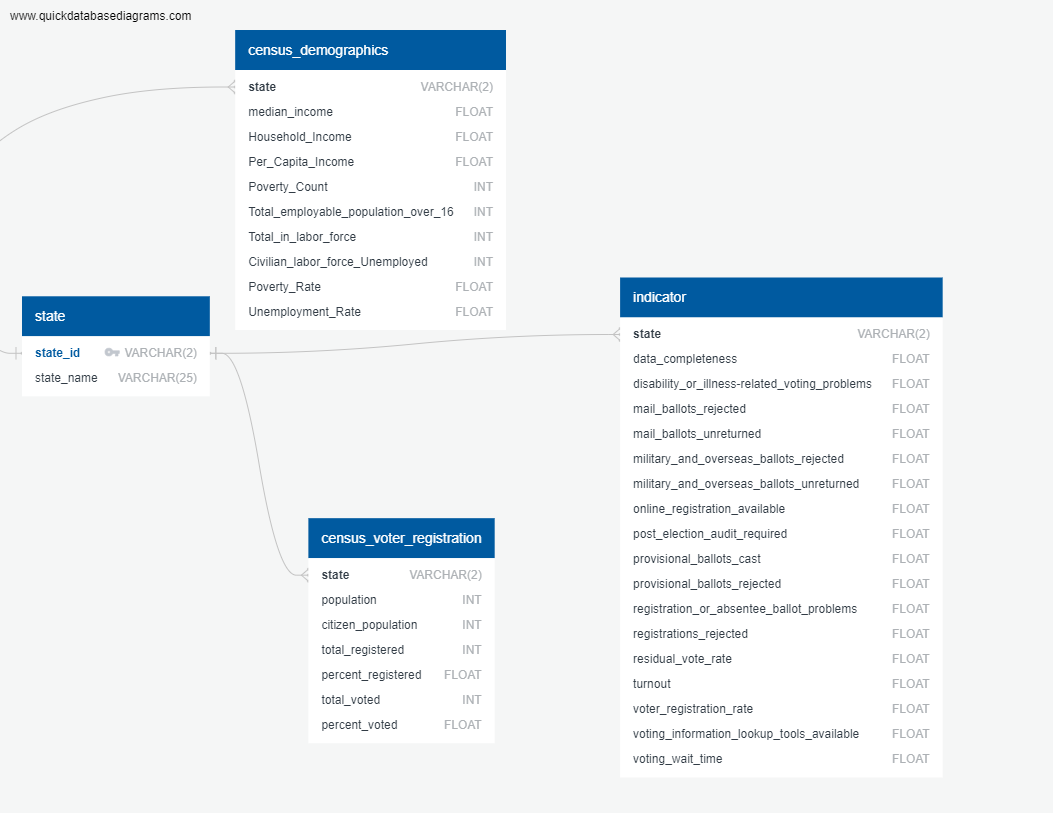 www.quickdatabasediagrams.com
census_demographics
state VARCHAR(2)
median_income FLOAT
Household_Income FLOAT
Per_Capita_Income FLOAT
Poverty_Count INT
Total_employable_population_over_16 INT
Total_in_labor_force INT
Civilian_labor_force_Unemployed INT
Poverty_Rate FLOAT
Unemployment_Rate FLOAT
state
state_id VARCHAR(2)
state_name VARCHAR(25)
indicator
state VARCHAR(2)
data_completeness FLOAT
disability_or_illness-related_voting_problems FLOAT
mail_ballots_rejected FLOAT
mail_ballots_unreturned FLOAT
military_and_overseas_ballots_rejected FLOAT
military_and_overseas_ballots_unreturned FLOAT
online_registration_available FLOAT
post_election_audit_required FLOAT
provisional_ballots_cast FLOAT
provisional_ballots_rejected FLOAT
registration_or_absentee_ballot_problems FLOAT
registrations_rejected FLOAT
residual_vote_rate FLOAT
turnout FLOAT
voter_registration_rate FLOAT
voting_information_lookup_tools_available FLOAT
voting_wait_time FLOAT
census_voter_registration
state VARCHAR(2)
population INT
citizen_population INT
total_registered INT
percent_registered FLOAT
total_voted INT
percent_voted FLOAT